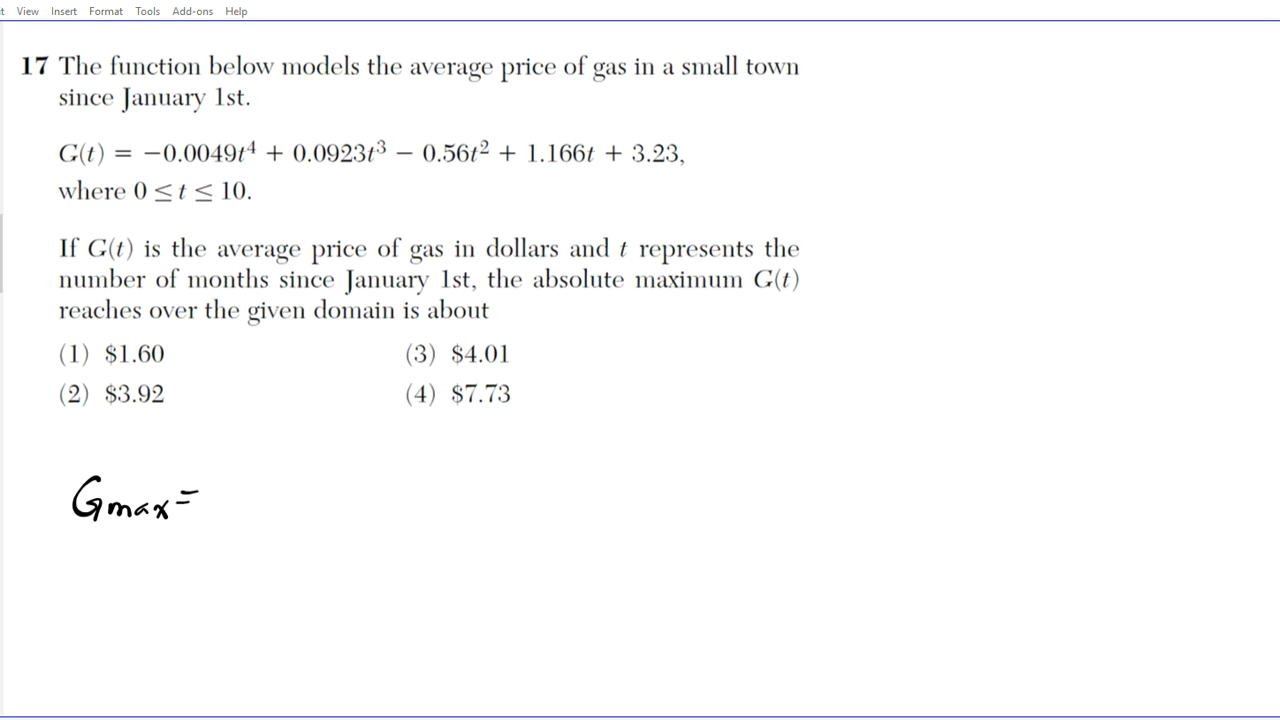 t View Insert Format Tools Add-ons Help
17 The function below models the average price of gas in a small town
since January 1st.
G(t) = −0.0049t⁴ + 0.0923t³ − 0.56t² + 1.166t + 3.23,
where 0 ≤ t ≤ 10.
If G(t) is the average price of gas in dollars and t represents the
number of months since January 1st, the absolute maximum G(t)
reaches over the given domain is about
(1) $1.60 (3) $4.01
(2) $3.92 (4) $7.73
Gmax=